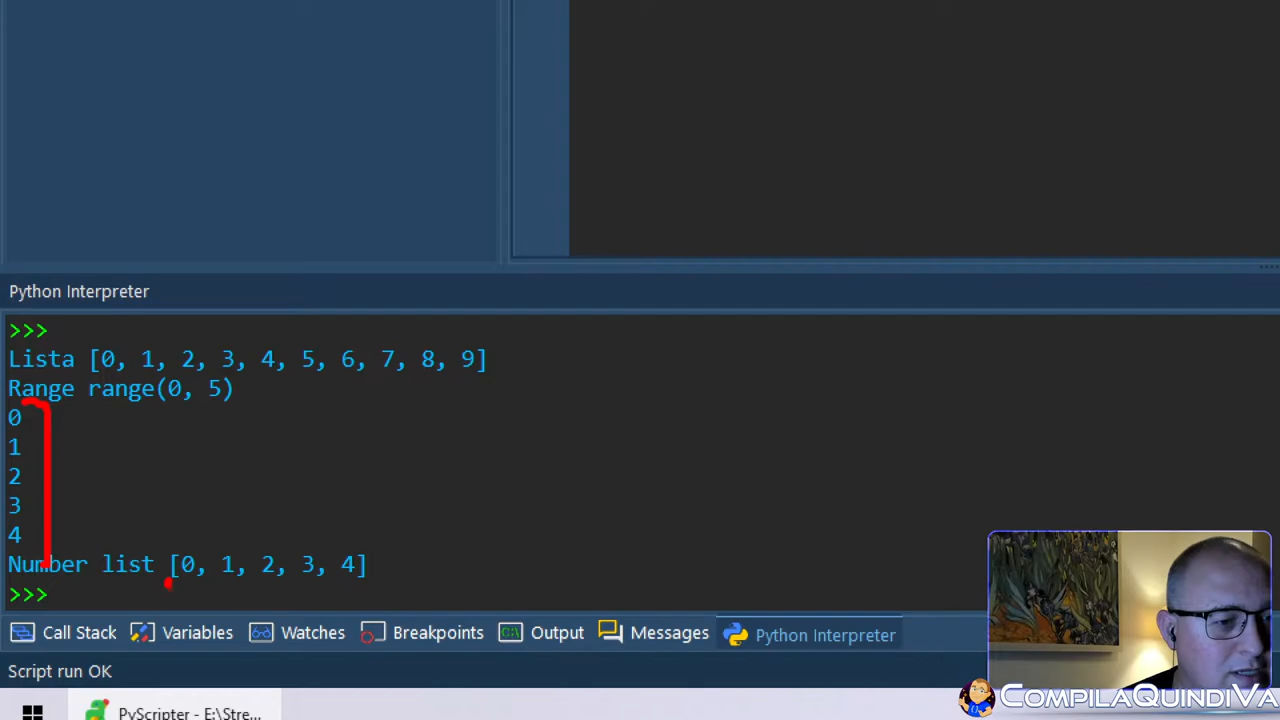 Python Interpreter
>>>
Lista [0, 1, 2, 3, 4, 5, 6, 7, 8, 9]
Range range(0, 5)
0
1
2
3
4
Number list [0, 1, 2, 3, 4]
>>>
Call Stack Variables Watches Breakpoints Output Messages Python Interpreter
Script run OK
COMPILAQUINDIVA
PyScripter - E:\Stre...